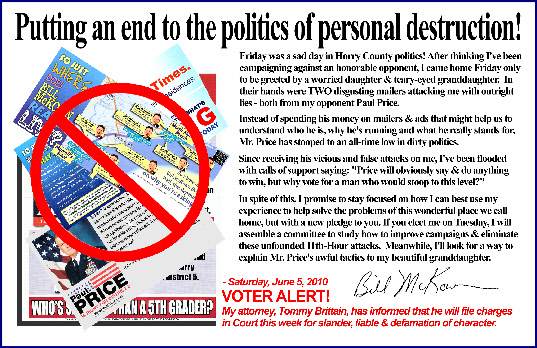 Putting an end to the politics of personal destruction!
Friday was a sad day in Horry County politics! After thinking I've been
campaigning against an honorable opponent, I came home Friday only
to be greeted by a worried daughter & teary-eyed granddaughter. In
their hands were TWO disgusting mailers attacking me with outright
lies - both from my opponent Paul Price.
Instead of spending his money on mailers & ads that might help us to
understand who he is, why he's running and what he really stands for,
Mr. Price has stooped to an all-time low in dirty politics.
Since receiving his vicious and false attacks on me, I've been flooded
with calls of support saying: "Price will obviously say & do anything
to win, but why vote for a man who would stoop to this level?"
In spite of this, I promise to stay focused on how I can best use my
experience to help solve the problems of this wonderful place we call
home, but with a new pledge to you. If you elect me on Tuesday, I will
assemble a committee to study how to improve campaigns & eliminate
these unfounded 11th-Hour attacks. Meanwhile, I'll look for a way to
explain Mr. Price's awful tactics to my beautiful granddaughter.
- Saturday, June 5, 2010
VOTER ALERT!
My attorney, Tommy Brittain, has informed that he will file charges
in Court this week for slander, liable & defamation of character.
Times.
G
TODAY
PAUL
PRICE
WHO'S
THAN A 5TH GRADER?